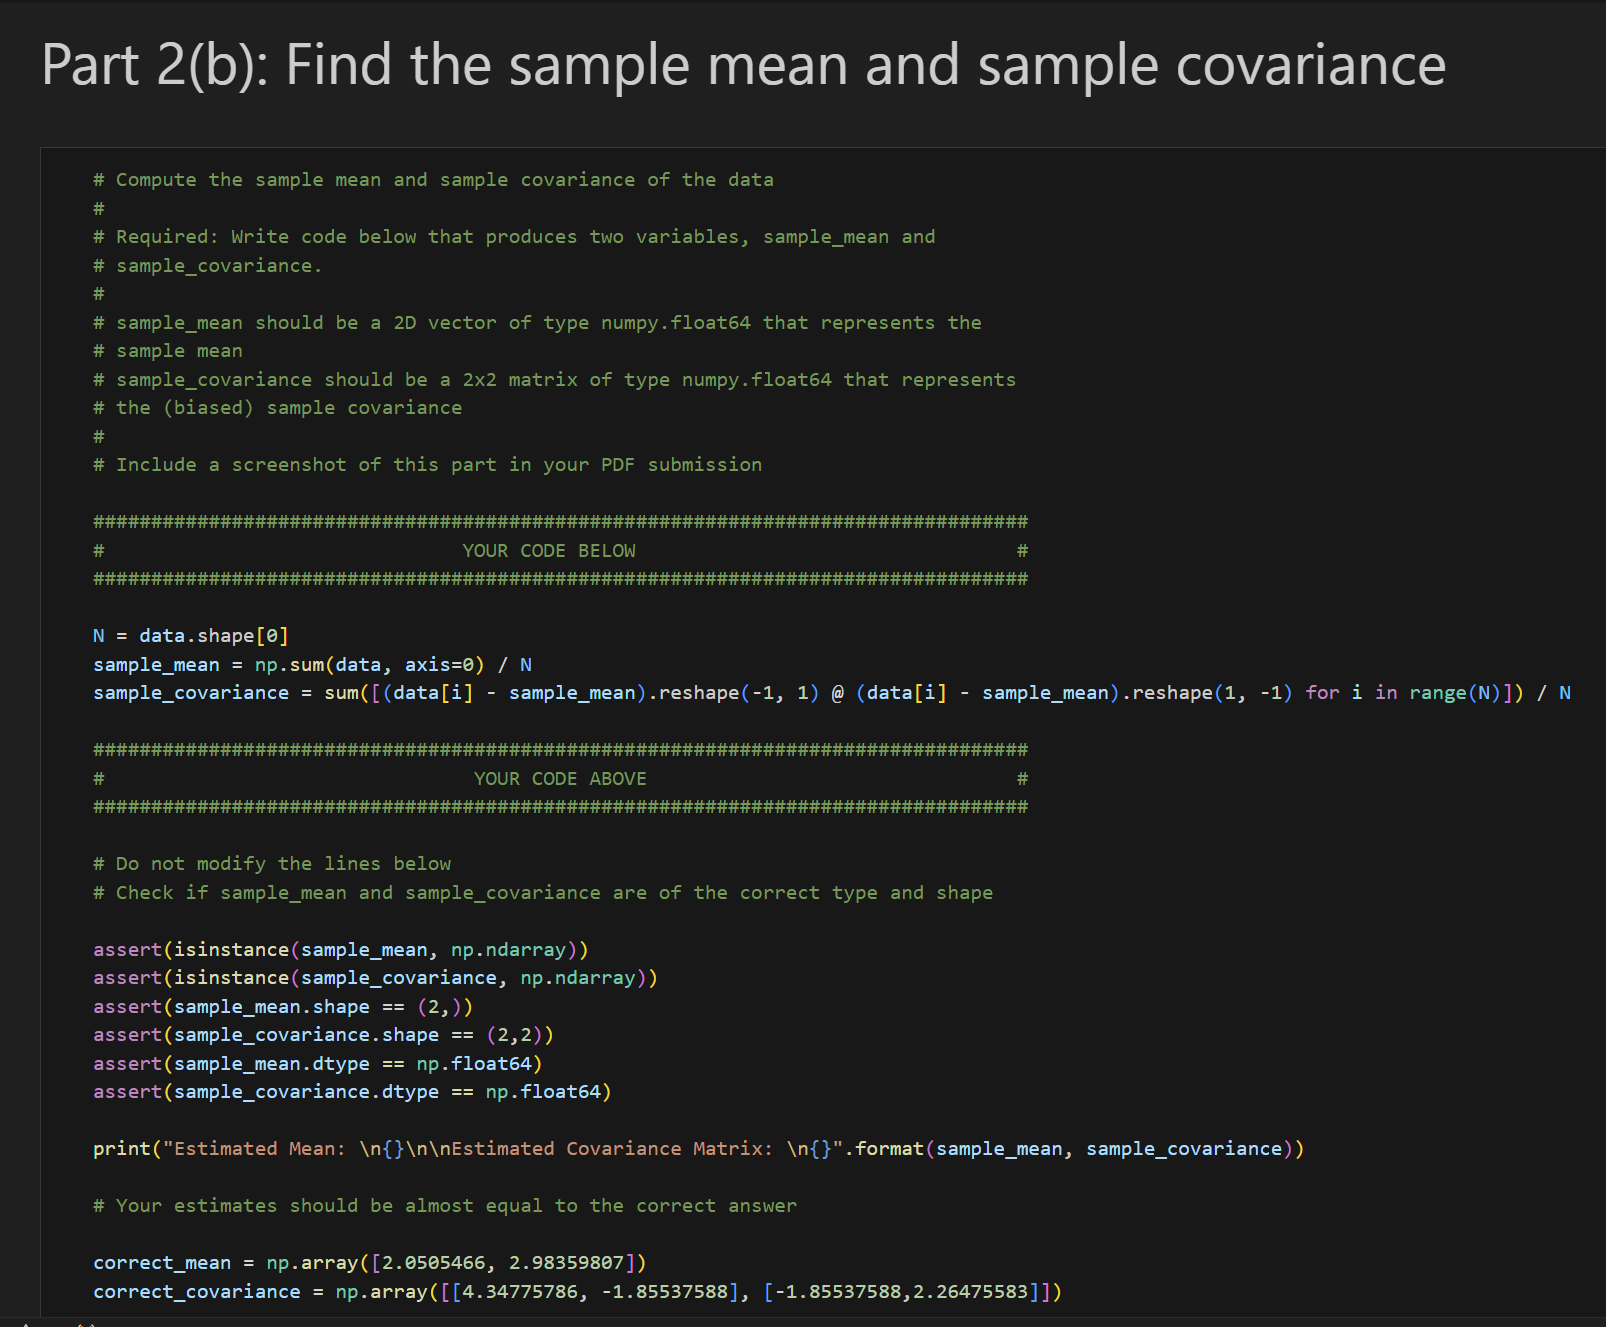 Part 2(b): Find the sample mean and sample covariance
# Compute the sample mean and sample covariance of the data
#
# Required: Write code below that produces two variables, sample_mean and
# sample_covariance.
#
# sample_mean should be a 2D vector of type numpy.float64 that represents the
# sample mean
# sample_covariance should be a 2x2 matrix of type numpy.float64 that represents
# the (biased) sample covariance
#
# Include a screenshot of this part in your PDF submission
#################################################################################
# YOUR CODE BELOW #
#################################################################################
N = data.shape[0]
sample_mean = np.sum(data, axis=0) / N
sample_covariance = sum([(data[i] - sample_mean).reshape(-1, 1) @ (data[i] - sample_mean).reshape(1, -1) for i in range(N)]) / N
#################################################################################
# YOUR CODE ABOVE #
#################################################################################
# Do not modify the lines below
# Check if sample_mean and sample_covariance are of the correct type and shape
assert(isinstance(sample_mean, np.ndarray))
assert(isinstance(sample_covariance, np.ndarray))
assert(sample_mean.shape == (2,))
assert(sample_covariance.shape == (2,2))
assert(sample_mean.dtype == np.float64)
assert(sample_covariance.dtype == np.float64)
print("Estimated Mean: \n{}\n\nEstimated Covariance Matrix: \n{}".format(sample_mean, sample_covariance))
# Your estimates should be almost equal to the correct answer
correct_mean = np.array([2.0505466, 2.98359807])
correct_covariance = np.array([[4.34775786, -1.85537588], [-1.85537588,2.26475583]])